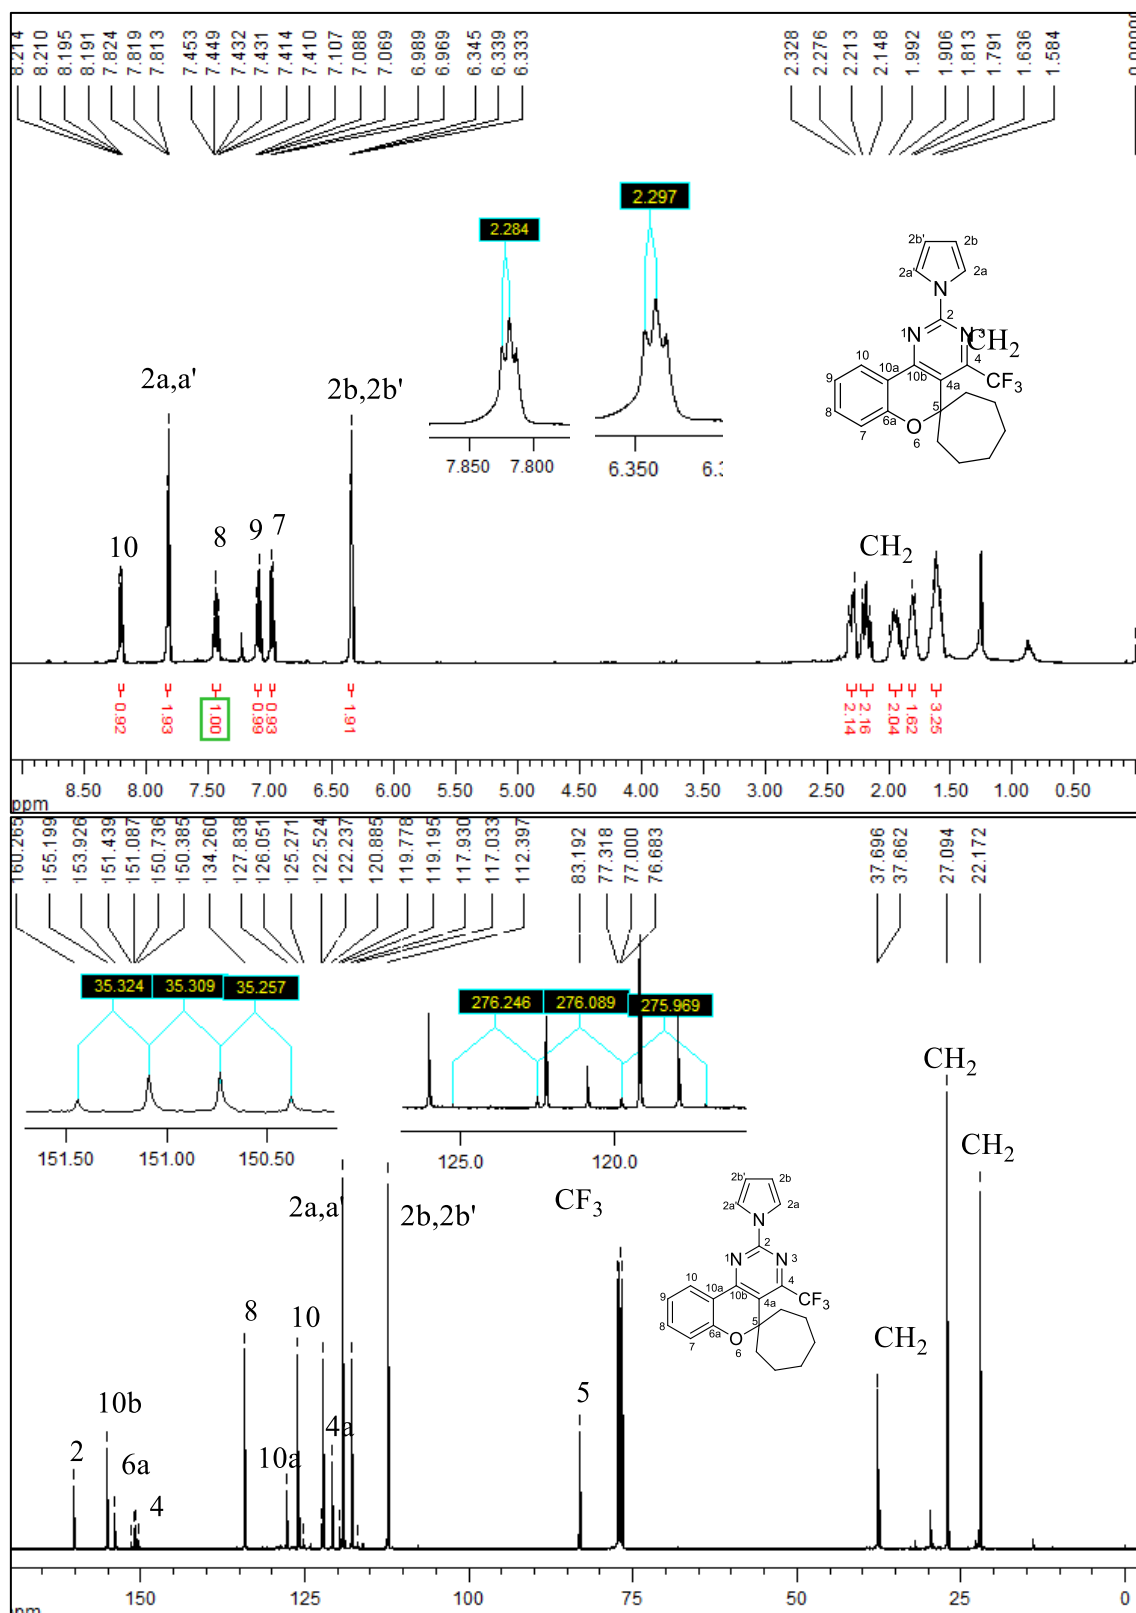 8.214 8.210 8.195 8.191 7.824 7.819 7.813 7.453 7.449 7.432 7.431 7.414 7.410 7.107 7.088 7.069 6.989 6.969 6.345 6.339 6.333 2.328 2.276 2.213 2.148 1.992 1.906 1.813 1.791 1.636 1.584
2.284 2.297
7.850 7.800 6.350
2b' 2b
2a' 2a
N
2
1 N N 3
CH2
10 10a 10b 4a 4 CF3
9 8 7 6a O 6 5
10 2a,a' 8 9 7 2b,2b' CH2
0.92 1.93 1.00 0.99 0.93 1.91 2.14 2.16 2.04 1.62 3.25
8.50 8.00 7.50 7.00 6.50 6.00 5.50 5.00 4.50 4.00 3.50 3.00 2.50 2.00 1.50 1.00 0.50
ppm
160.265 155.199 153.926 151.439 151.087 150.736 150.385 134.260 127.838 126.051 125.271 122.524 122.237 120.885 119.778 119.195 117.930 117.033 112.397 83.192 77.318 77.000 76.683 37.696 37.662 27.094 22.172
35.324 35.309 35.257 276.246 276.089 275.969
151.50 151.00 150.50 125.0 120.0
CH2
CH2
2a,a' 2b,2b' CF3
2b' 2b
2a' 2a
N
2
1 N N 3
10 10a 10b 4a 4 CF3
9 8 7 6a O 6 5
8 10 CH2
2 10b 6a 4 10a 4a 5
150 125 100 75 50 25 0